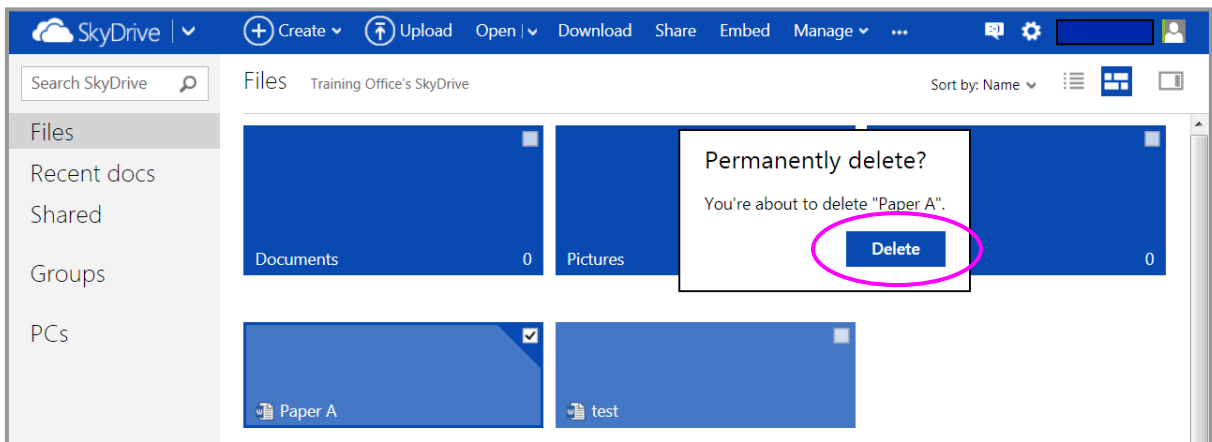 SkyDrive Create Upload Open Download Share Embed Manage ...
Search SkyDrive
Files Training Office's SkyDrive Sort by: Name
Files
Recent docs
Shared
Groups
PCs
Documents 0
Pictures
0
Permanently delete?
You're about to delete "Paper A".
Delete
Paper A
test